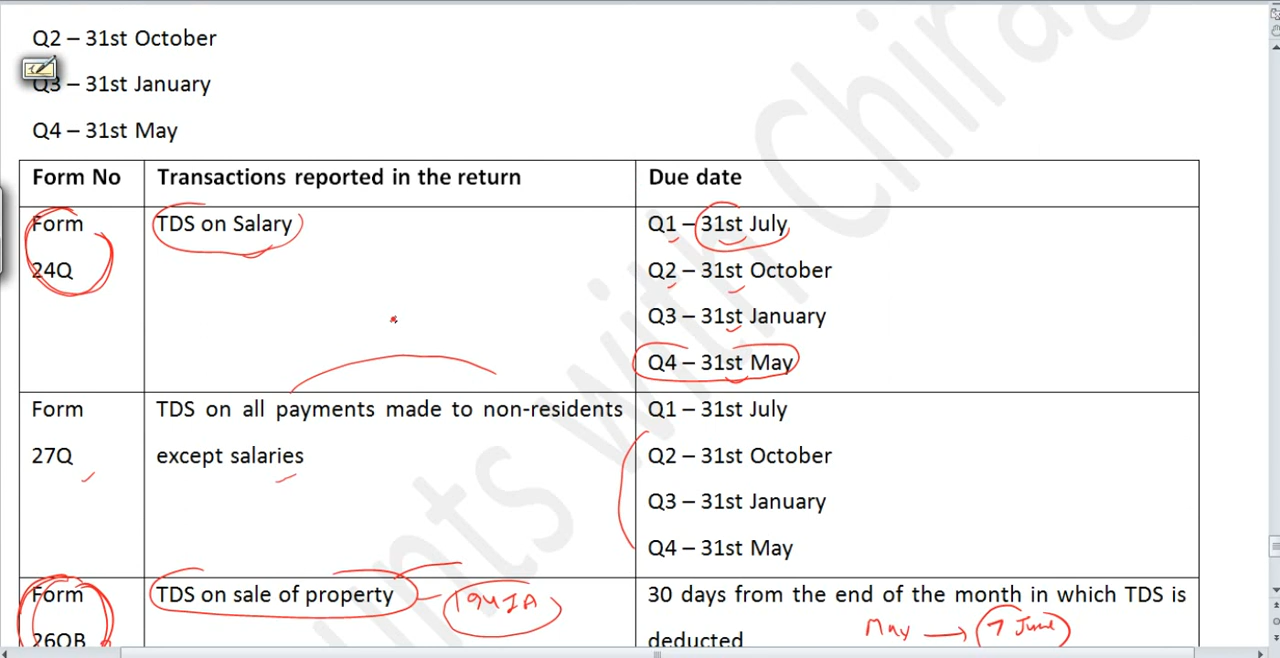 Q2 – 31st October
Q3 – 31st January
Q4 – 31st May
Form No Transactions reported in the return Due date
Form TDS on Salary Q1 – 31st July
24Q Q2 – 31st October
Q3 – 31st January
Q4 – 31st May
Form TDS on all payments made to non-residents Q1 – 31st July
27Q except salaries Q2 – 31st October
Q3 – 31st January
Q4 – 31st May
Form TDS on sale of property 194IA 30 days from the end of the month in which TDS is
26QB deducted May → 7 June
unts with Chirag